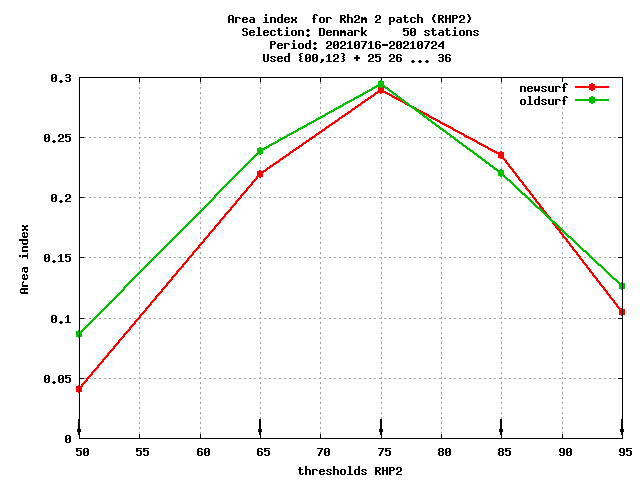 Area index  for Rh2m 2 patch (RHP2)
Selection: Denmark     50 stations
Period: 20210716-20210724
Used {00,12} + 25 26 ... 36
newsurf
oldsurf
0.3
0.25
0.2
0.15
0.1
0.05
0
Area index
50 55 60 65 70 75 80 85 90 95
thresholds RHP2